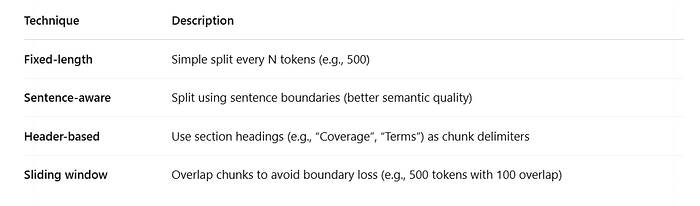 Technique Description
Fixed-length Simple split every N tokens (e.g., 500)
Sentence-aware Split using sentence boundaries (better semantic quality)
Header-based Use section headings (e.g., “Coverage”, “Terms”) as chunk delimiters
Sliding window Overlap chunks to avoid boundary loss (e.g., 500 tokens with 100 overlap)